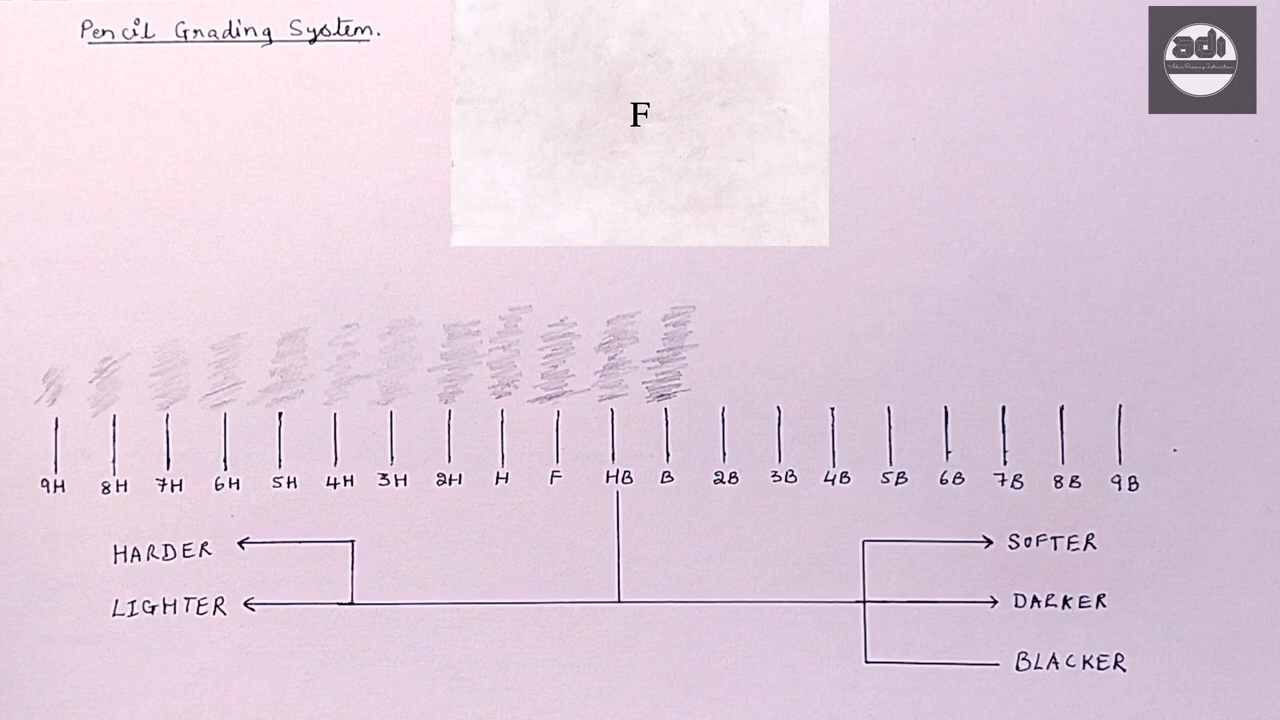 Pencil Grading System.
F
adi
9H 8H 7H 6H 5H 4H 3H 2H H F HB B 2B 3B 4B 5B 6B 7B 8B 9B
HARDER
SOFTER
LIGHTER
DARKER
BLACKER